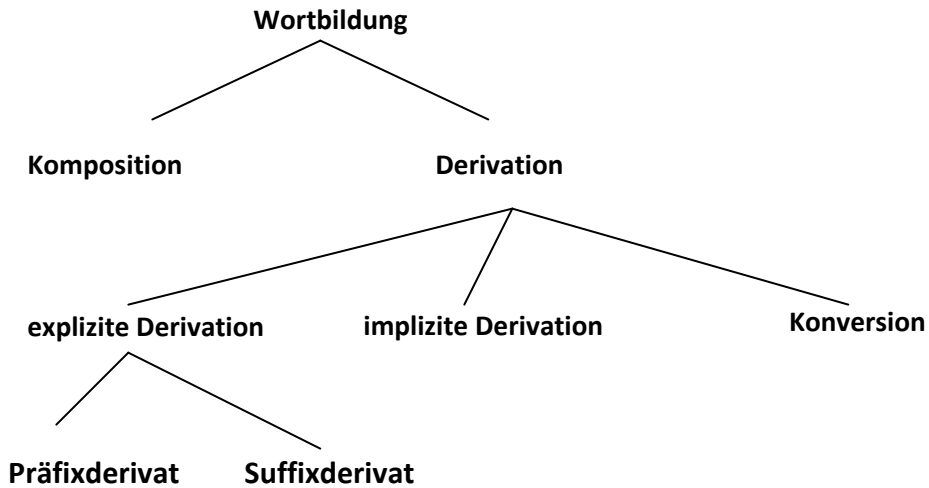 Wortbildung
Komposition Derivation
explizite Derivation implizite Derivation Konversion
Präfixderivat Suffixderivat